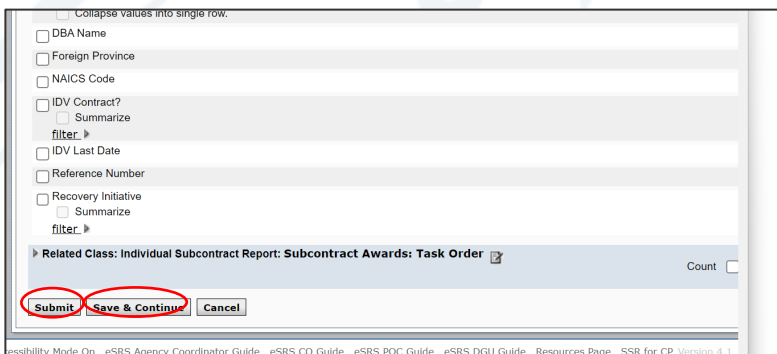 Collapse values into single row.
DBA Name
Foreign Province
NAICS Code
IDV Contract?
Summarize
filter
IDV Last Date
Reference Number
Recovery Initiative
Summarize
filter
Related Class: Individual Subcontract Report: Subcontract Awards: Task Order
Count
Submit Save & Continue Cancel
cessibility Mode On eSRS Agency Coordinator Guide eSRS CO Guide eSRS POC Guide eSRS DGU Guide Resources Page SSR for CP Version 4.1